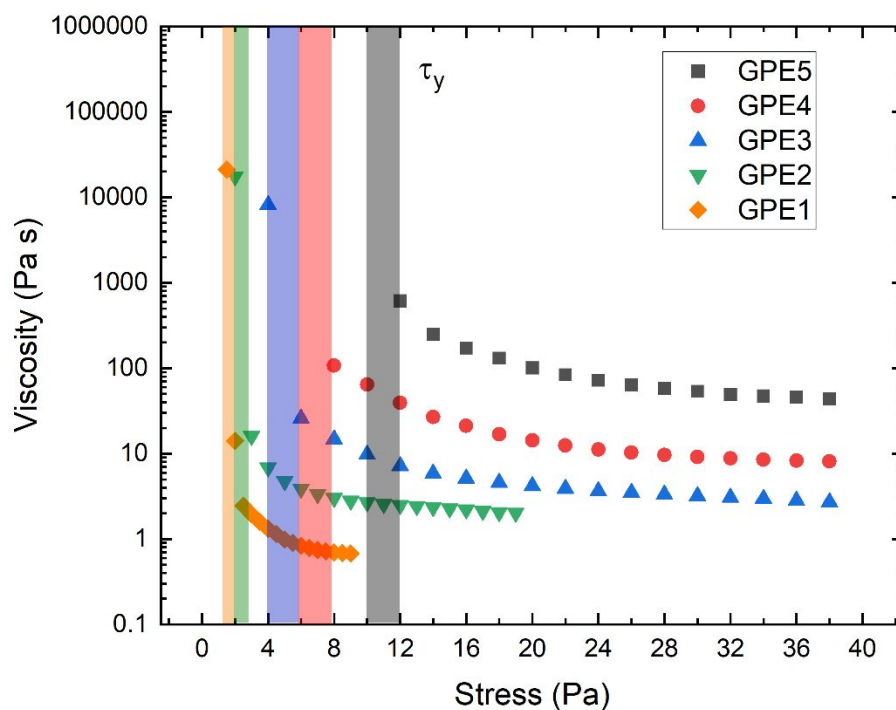 1000000
100000
10000
1000
100
10
1
0.1
Viscosity (Pa s)
τy
GPE5
GPE4
GPE3
GPE2
GPE1
0 4 8 12 16 20 24 28 32 36 40
Stress (Pa)